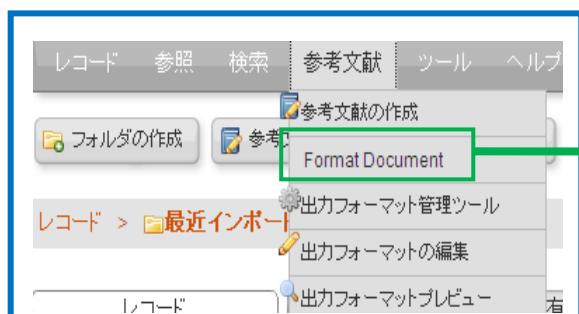 レコード 参照 検索 参考文献 ツール ヘルプ
参考文献の作成
フォルダの作成 参考
Format Document
出力フォーマット管理ツール
レコード > 最近インポート
出力フォーマットの編集
出力フォーマットプレビュー
レコード 有